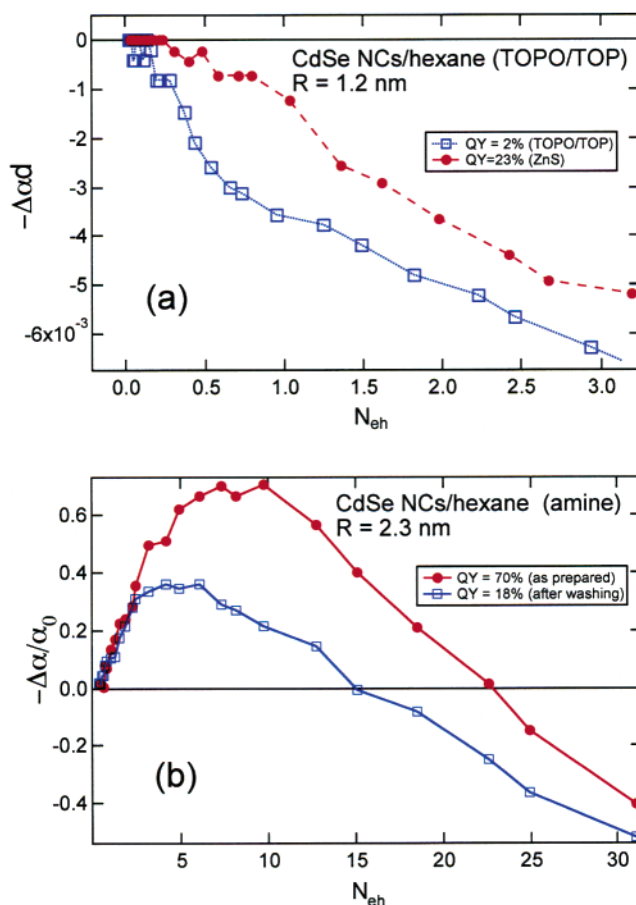 (a)
CdSe NCs/hexane (TOPO/TOP)
R = 1.2 nm
QY = 2% (TOPO/TOP)
QY=23% (ZnS)
0
-1
-2
-3
-4
-5
-6x10⁻³
−Δαd
0.0 0.5 1.0 1.5 2.0 2.5 3.0
N_eh
CdSe NCs/hexane (amine)
R = 2.3 nm
QY = 70% (as prepared)
QY = 18% (after washing)
0.6
0.4
0.2
0.0
-0.2
-0.4
−Δα/α₀
(b)
5 10 15 20 25 30
N_eh